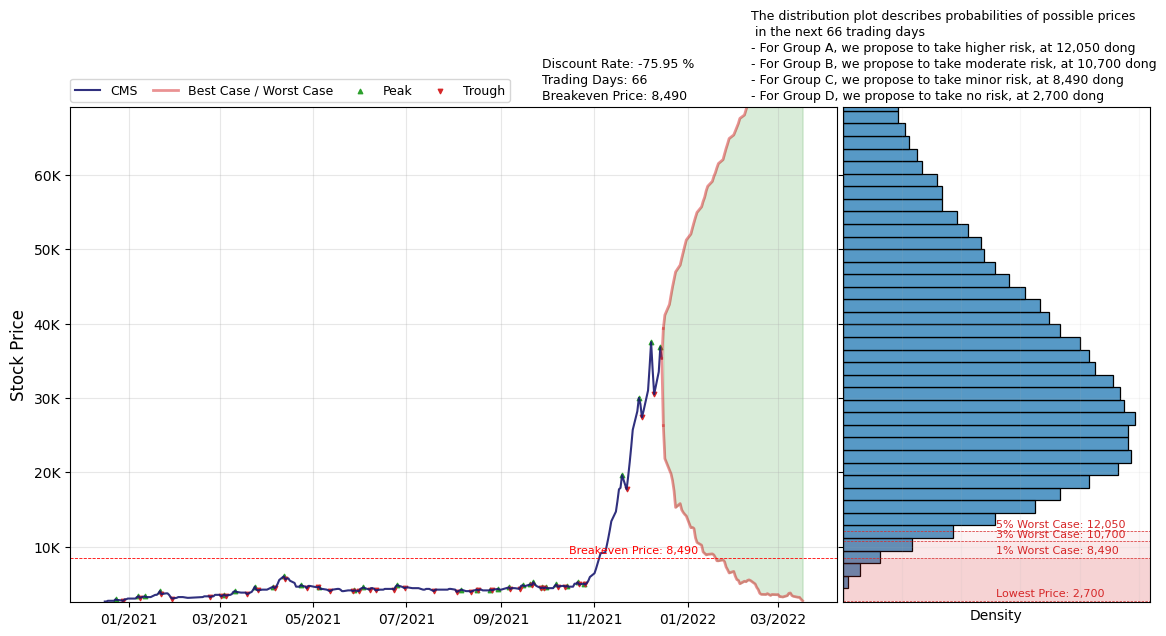 The distribution plot describes probabilities of possible prices
in the next 66 trading days
- For Group A, we propose to take higher risk, at 12,050 dong
- For Group B, we propose to take moderate risk, at 10,700 dong
- For Group C, we propose to take minor risk, at 8,490 dong
- For Group D, we propose to take no risk, at 2,700 dong
Discount Rate: -75.95 %
Trading Days: 66
Breakeven Price: 8,490
CMS
Best Case / Worst Case
Peak
Trough
Stock Price
60K
50K
40K
30K
20K
10K
Breakeven Price: 8,490
01/2021
03/2021
05/2021
07/2021
09/2021
11/2021
01/2022
03/2022
5% Worst Case: 12,050
3% Worst Case: 10,700
1% Worst Case: 8,490
Lowest Price: 2,700
Density